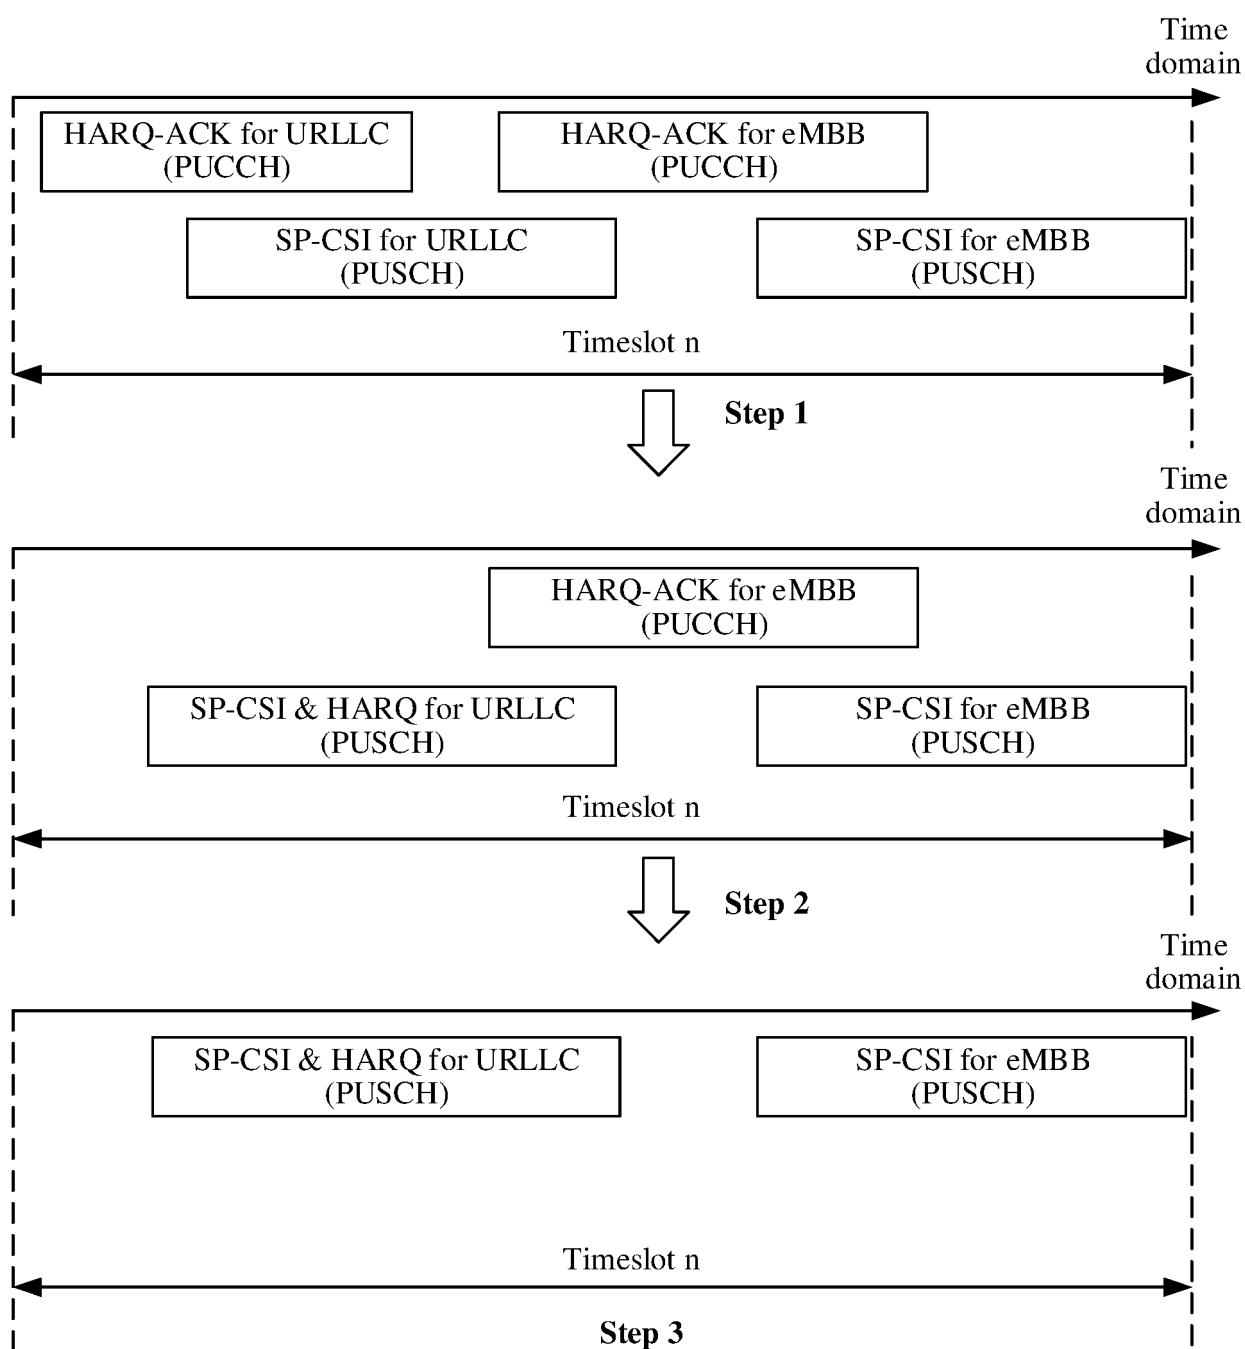 Time
domain
HARQ-ACK for URLLC
(PUCCH)
HARQ-ACK for eMBB
(PUCCH)
SP-CSI for URLLC
(PUSCH)
SP-CSI for eMBB
(PUSCH)
Timeslot n
Step 1
Time
domain
HARQ-ACK for eMBB
(PUCCH)
SP-CSI & HARQ for URLLC
(PUSCH)
SP-CSI for eMBB
(PUSCH)
Timeslot n
Step 2
Time
domain
SP-CSI & HARQ for URLLC
(PUSCH)
SP-CSI for eMBB
(PUSCH)
Timeslot n
Step 3